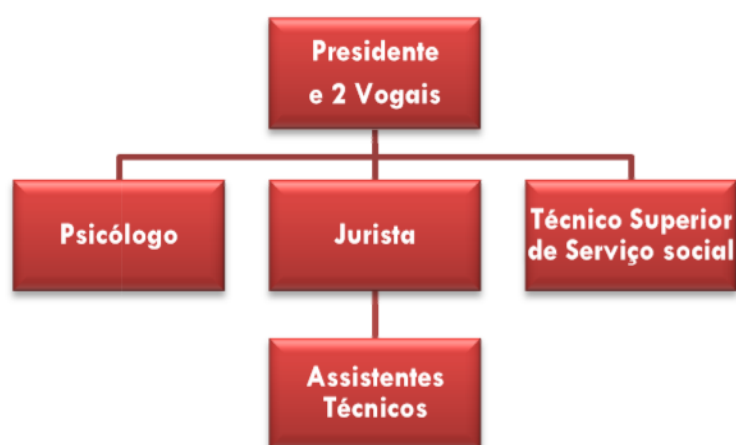 Presidente
e 2 Vogais
Psicólogo
Jurista
Técnico Superior
de Serviço social
Assistentes
Técnicos